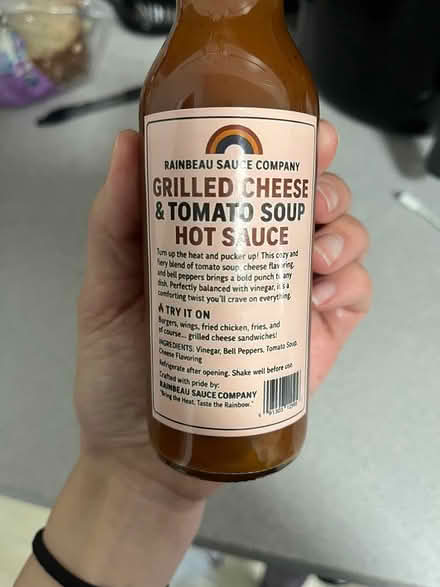 RAINBEAU SAUCE COMPANY
GRILLED CHEESE
& TOMATO SOUP
HOT SAUCE
Turn up the heat and pucker up! This cozy and
fiery blend of tomato soup, cheese flavoring,
and bell peppers brings a bold punch to any
dish. Perfectly balanced with vinegar, it's a
comforting twist you'll crave on everything.
TRY IT ON
Burgers, wings, fried chicken, fries, and
of course... grilled cheese sandwiches!
INGREDIENTS: Vinegar, Bell Peppers, Tomato Soup,
Cheese Flavoring
Refrigerate after opening. Shake well before use.
Crafted with pride by:
RAINBEAU SAUCE COMPANY
"Bring the Heat. Taste the Rainbow."